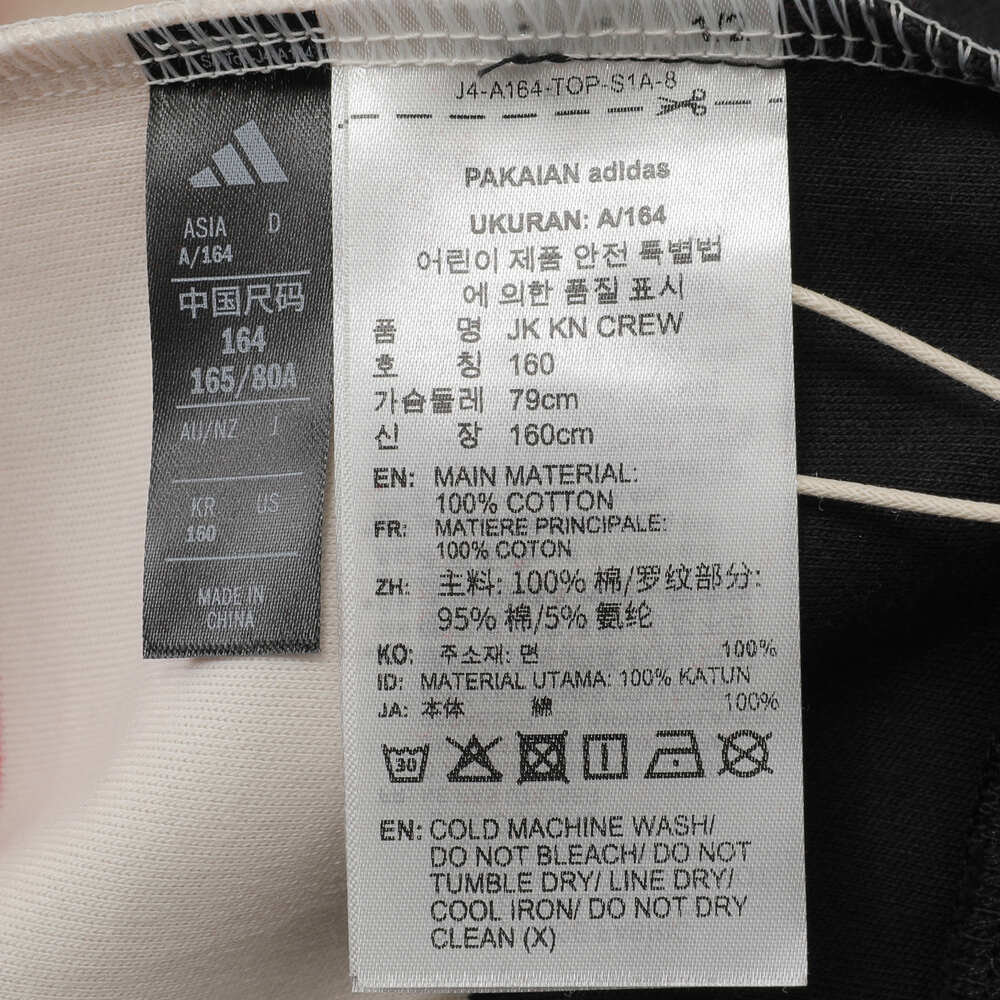 ASIA D
A/164
中国尺码
164
165/80A
AU/NZ J
KR US
160
MADE IN
CHINA
J4-A164-TOP-S1A-8
PAKAIAN adidas
UKURAN: A/164
어린이 제품 안전 특별법
에 의한 품질 표시
품 명 JK KN CREW
호 칭 160
가슴둘레 79cm
신 장 160cm
EN: MAIN MATERIAL:
100% COTTON
FR: MATIERE PRINCIPALE:
100% COTON
ZH: 主料: 100% 棉/罗纹部分:
95% 棉/5% 氨纶
KO: 주소재: 면 100%
ID: MATERIAL UTAMA: 100% KATUN
JA: 本体 綿 100%
30
EN: COLD MACHINE WASH/
DO NOT BLEACH/ DO NOT
TUMBLE DRY/ LINE DRY/
COOL IRON/ DO NOT DRY
CLEAN (X)